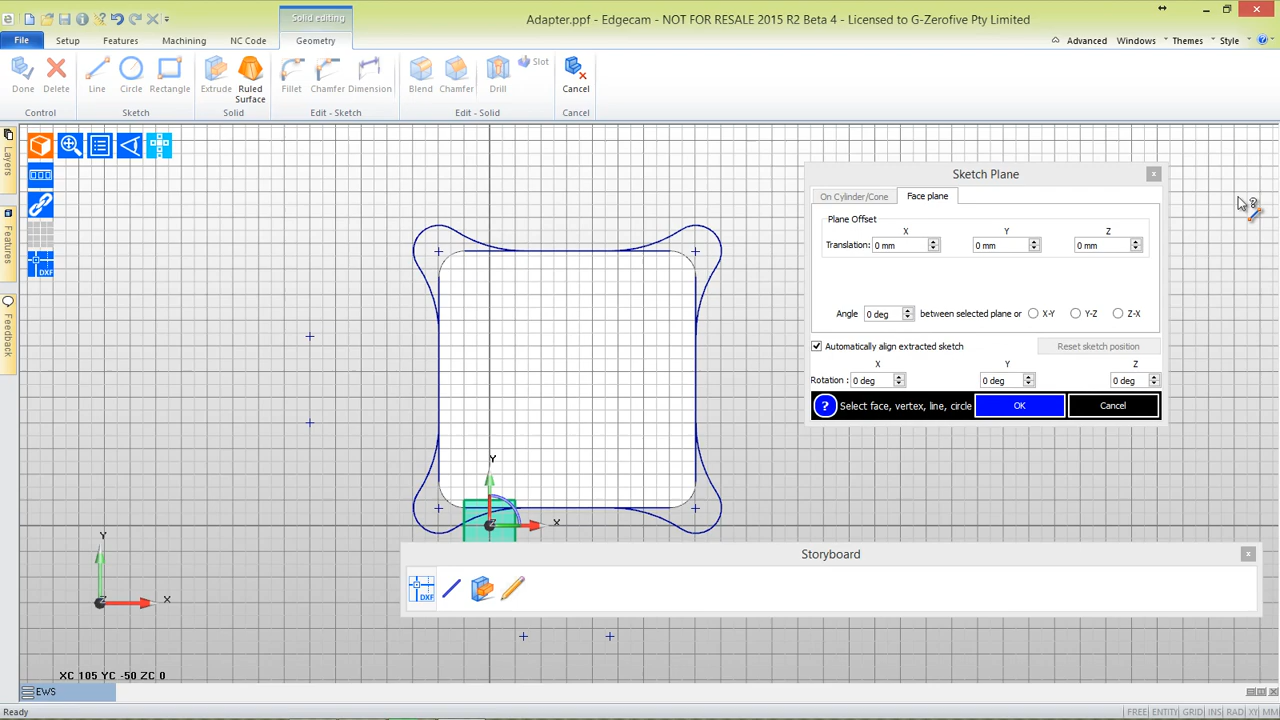 Solid editing
Adapter.ppf - Edgecam - NOT FOR RESALE 2015 R2 Beta 4 - Licensed to G-Zerofive Pty Limited
File Setup Features Machining NC Code Geometry Advanced Windows Themes Style
Done Delete Line Circle Rectangle Extrude Ruled Surface Fillet Chamfer Dimension Blend Chamfer Drill Slot Cancel
Control Sketch Solid Edit - Sketch Edit - Solid Cancel
Layers
Features
Feedback
DXF
Sketch Plane
On Cylinder/Cone Face plane
Plane Offset
X Y Z
Translation: 0 mm 0 mm 0 mm
Angle 0 deg between selected plane or X-Y Y-Z Z-X
Automatically align extracted sketch Reset sketch position
X Y Z
Rotation : 0 deg 0 deg 0 deg
? Select face, vertex, line, circle OK Cancel
Y
X
Z
Y
X
Z
Storyboard
DXF
XC 105 YC -50 ZC 0
EWS
Ready FREE ENTITY GRID INS RAD XY MM